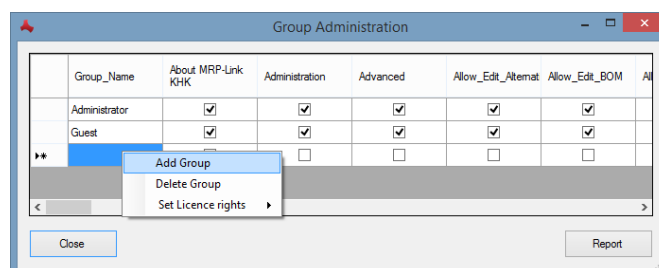 Group Administration
Group_Name
About MRP-Link
KHK
Administration
Advanced
Allow_Edit_Alternat
Allow_Edit_BOM
All
Administrator
Guest
Add Group
Delete Group
Set Licence rights
Close
Report